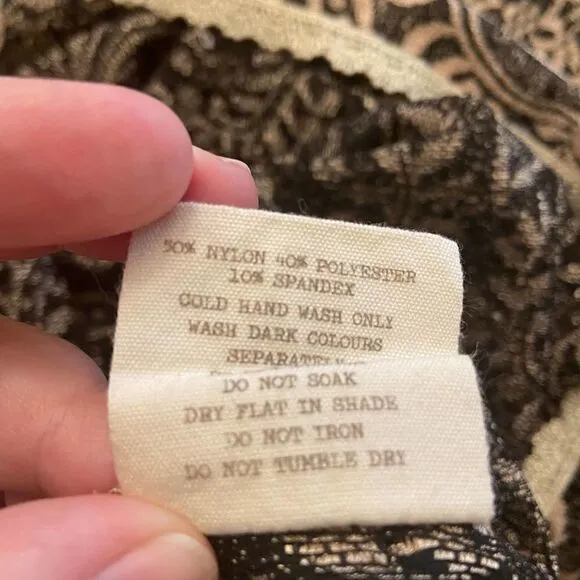 50% NYLON 40% POLYESTER
10% SPANDEX
COLD HAND WASH ONLY
WASH DARK COLOURS
SEPARATELY
DO NOT SOAK
DRY FLAT IN SHADE
DO NOT IRON
DO NOT TUMBLE DRY